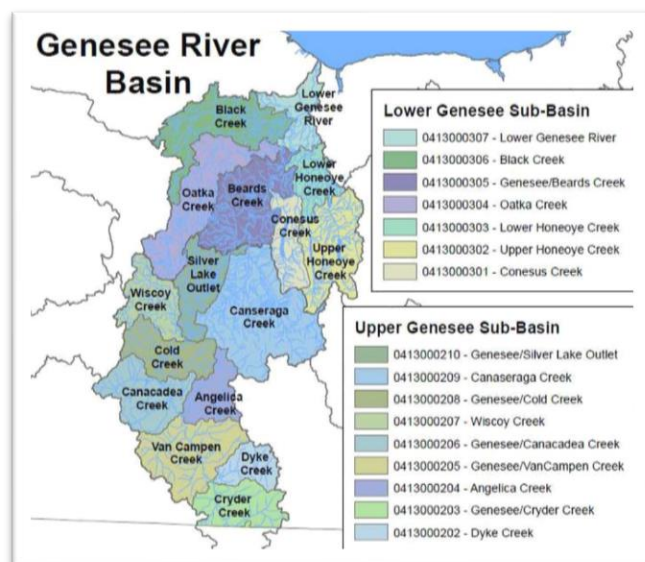 Genesee River
Basin
Black
Creek
Lower
Genesee
River
Lower
Honeoye
Creek
Oatka
Creek
Beards
Creek
Conesus
Creek
Upper
Honeoye
Creek
Silver
Lake
Outlet
Wiscoy
Creek
Canseraga
Creek
Cold
Creek
Canacadea
Creek
Angelica
Creek
Van Campen
Creek
Dyke
Creek
Cryder
Creek
Lower Genesee Sub-Basin
0413000307 - Lower Genesee River
0413000306 - Black Creek
0413000305 - Genesee/Beards Creek
0413000304 - Oatka Creek
0413000303 - Lower Honeoye Creek
0413000302 - Upper Honeoye Creek
0413000301 - Conesus Creek
Upper Genesee Sub-Basin
0413000210 - Genesee/Silver Lake Outlet
0413000209 - Canaseraga Creek
0413000208 - Genesee/Cold Creek
0413000207 - Wiscoy Creek
0413000206 - Genesee/Canacadea Creek
0413000205 - Genesee/VanCampen Creek
0413000204 - Angelica Creek
0413000203 - Genesee/Cryder Creek
0413000202 - Dyke Creek